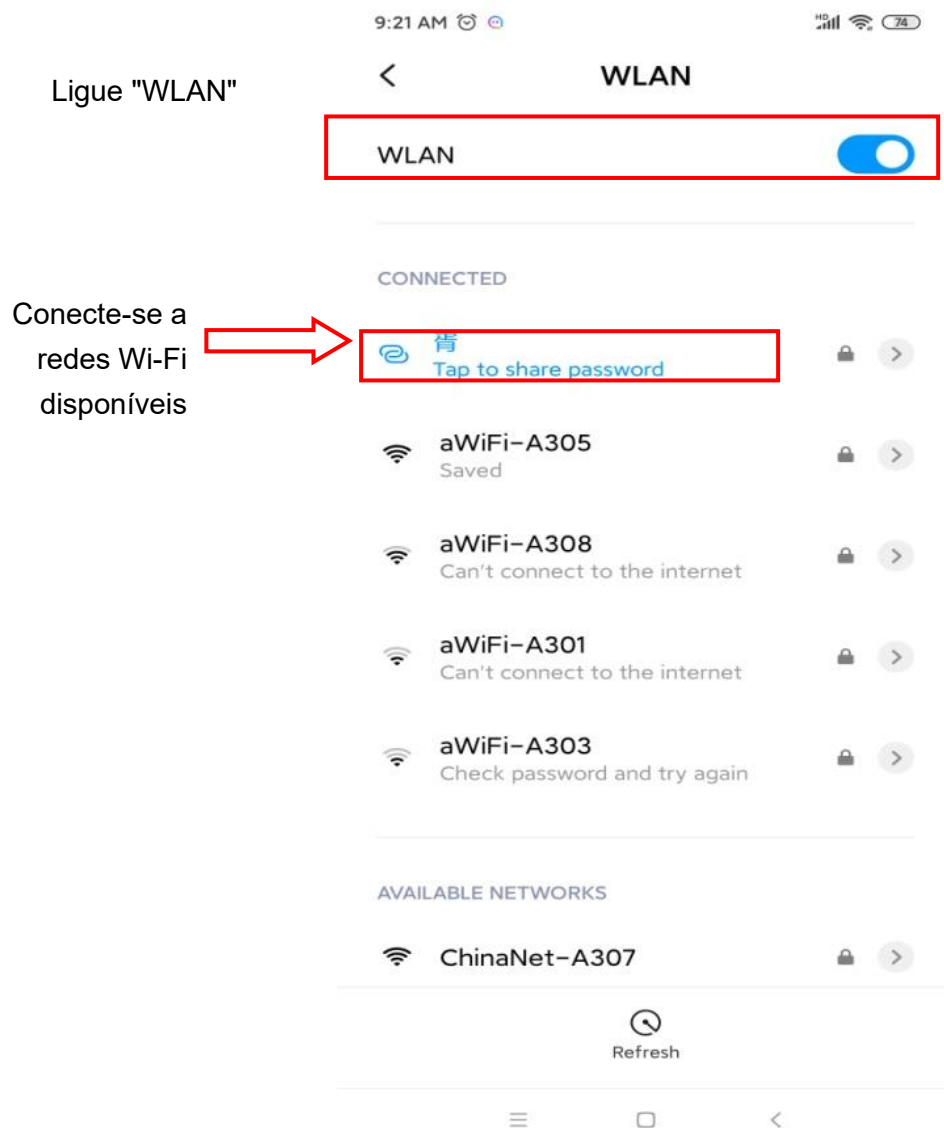 9:21 AM
HD
74
WLAN
Ligue "WLAN"
WLAN
CONNECTED
Conecte-se a
redes Wi-Fi
disponíveis
胥
Tap to share password
aWiFi-A305
Saved
aWiFi-A308
Can't connect to the internet
aWiFi-A301
Can't connect to the internet
aWiFi-A303
Check password and try again
AVAILABLE NETWORKS
ChinaNet-A307
Refresh